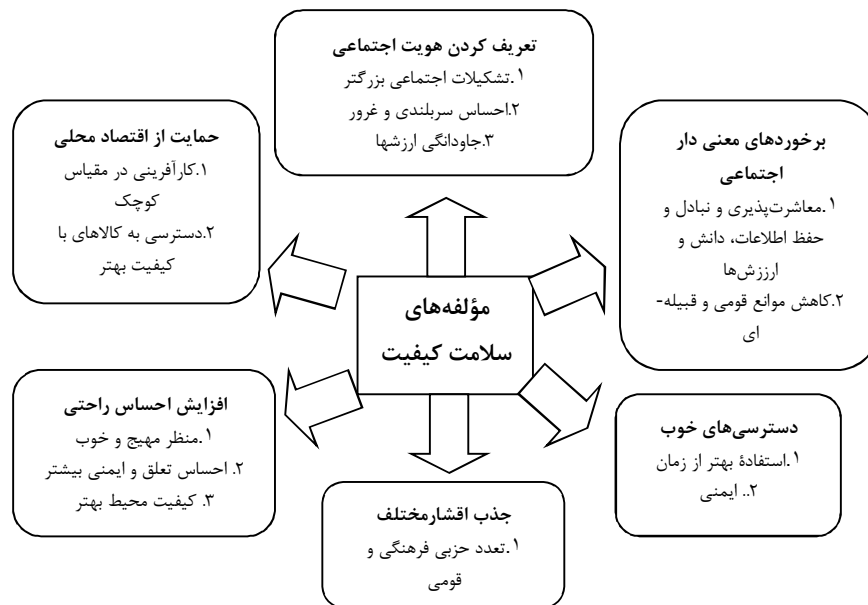 تعریف کردن هویت اجتماعی
۱.تشکیلات اجتماعی بزرگتر
۲.احساس سربلندی و غرور
۳.جاودانگی ارزشها
برخوردهای معنی دار
اجتماعی
۱.معاشرت‌پذیری و نبادل و
حفظ اطلاعات، دانش و
ارززش‌ها
۲.کاهش موانع قومی و قبیله-
ای
حمایت از اقتصاد محلی
۱.کارآفرینی در مقیاس
کوچک
۲.دسترسی به کالاهای با
کیفیت بهتر
مؤلفه‌های
سلامت کیفیت
دسترسی‌های خوب
۱.استفادهٔ بهتر از زمان
۲.. ایمنی
افزایش احساس راحتی
۱.منظر مهیج و خوب
۲. احساس تعلق و ایمنی بیشتر
۳. کیفیت محیط بهتر
جذب اقشارمختلف
۱.تعدد حزبی فرهنگی و
قومی